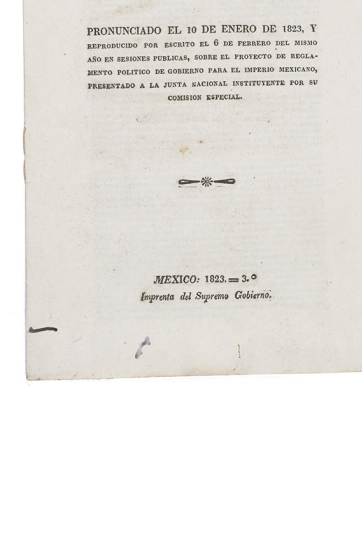 PRONUNCIADO EL 10 DE ENERO DE 1823, Y
REPRODUCIDO POR ESCRITO EL 6 DE FEBRERO DEL MISMO
AÑO EN SESIONES PUBLICAS, SOBRE EL PROYECTO DE REGLA-
MENTO POLITICO DE GOBIERNO PARA EL IMPERIO MEXICANO,
PRESENTADO A LA JUNTA NACIONAL INSTITUYENTE POR SU
COMISION ESPECIAL.
MEXICO: 1823. = 3.º
Imprenta del Supremo Gobierno.